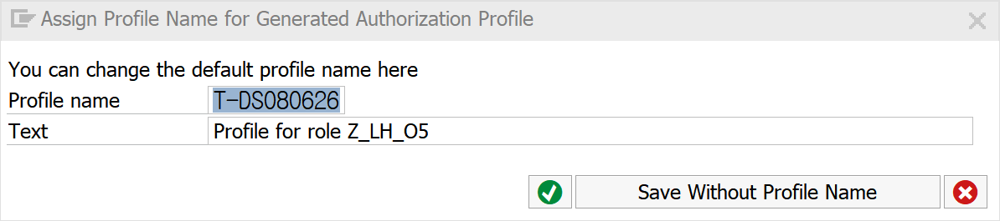 Assign Profile Name for Generated Authorization Profile
You can change the default profile name here
Profile name T-DS080626
Text Profile for role Z_LH_O5
Save Without Profile Name